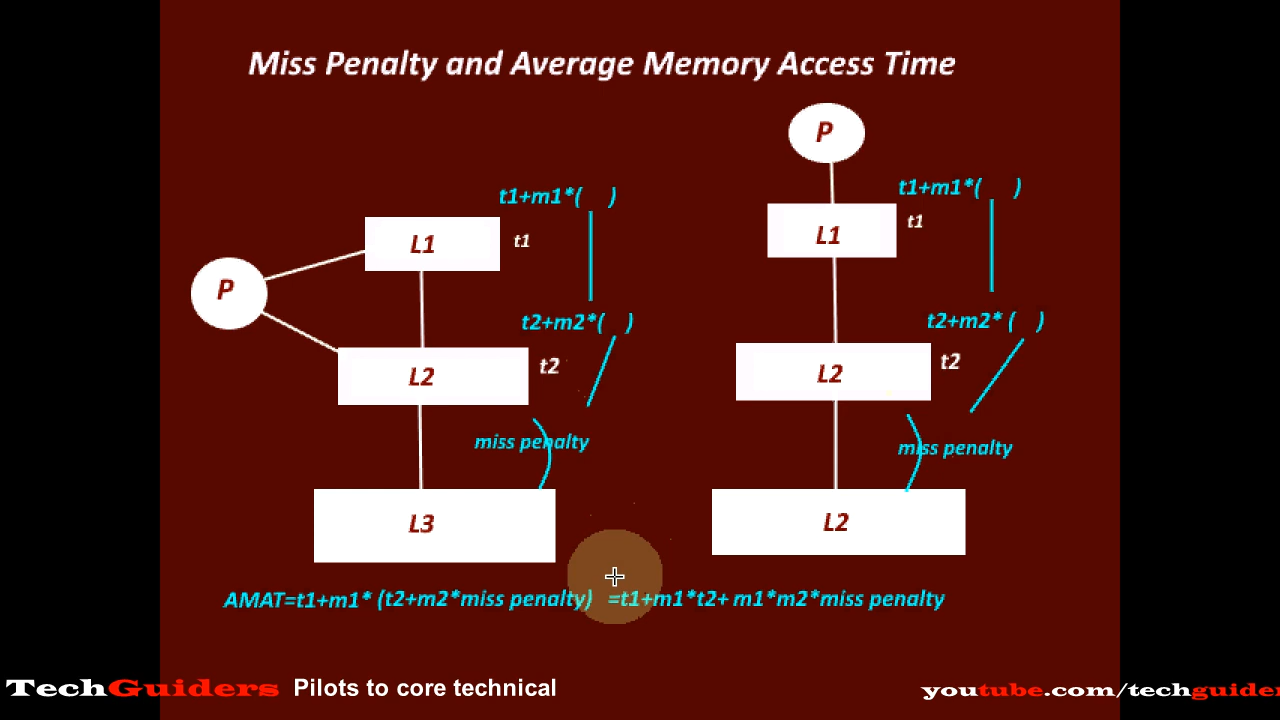 Miss Penalty and Average Memory Access Time
P
t1+m1*(   )
L1
t1
P
t2+m2*(   )
L2
t2
miss penalty
L3
P
t1+m1*(   )
L1
t1
t2+m2* (   )
L2
t2
miss penalty
L2
AMAT=t1+m1* (t2+m2*miss penalty)  =t1+m1*t2+ m1*m2*miss penalty
TechGuiders Pilots to core technical
youtube.com/techguider